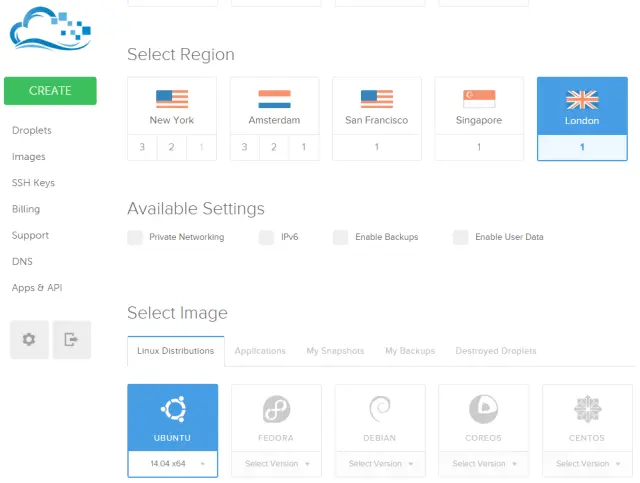 Select Region
CREATE
New York
Amsterdam
San Francisco
Singapore
London
3 2 1
3 2 1
1
1
1
Droplets
Images
SSH Keys
Billing
Support
DNS
Apps & API
Available Settings
Private Networking
IPv6
Enable Backups
Enable User Data
Select Image
Linux Distributions
Applications
My Snapshots
My Backups
Destroyed Droplets
UBUNTU
FEDORA
DEBIAN
COREOS
CENTOS
14.04 x64
Select Version
Select Version
Select Version
Select Version